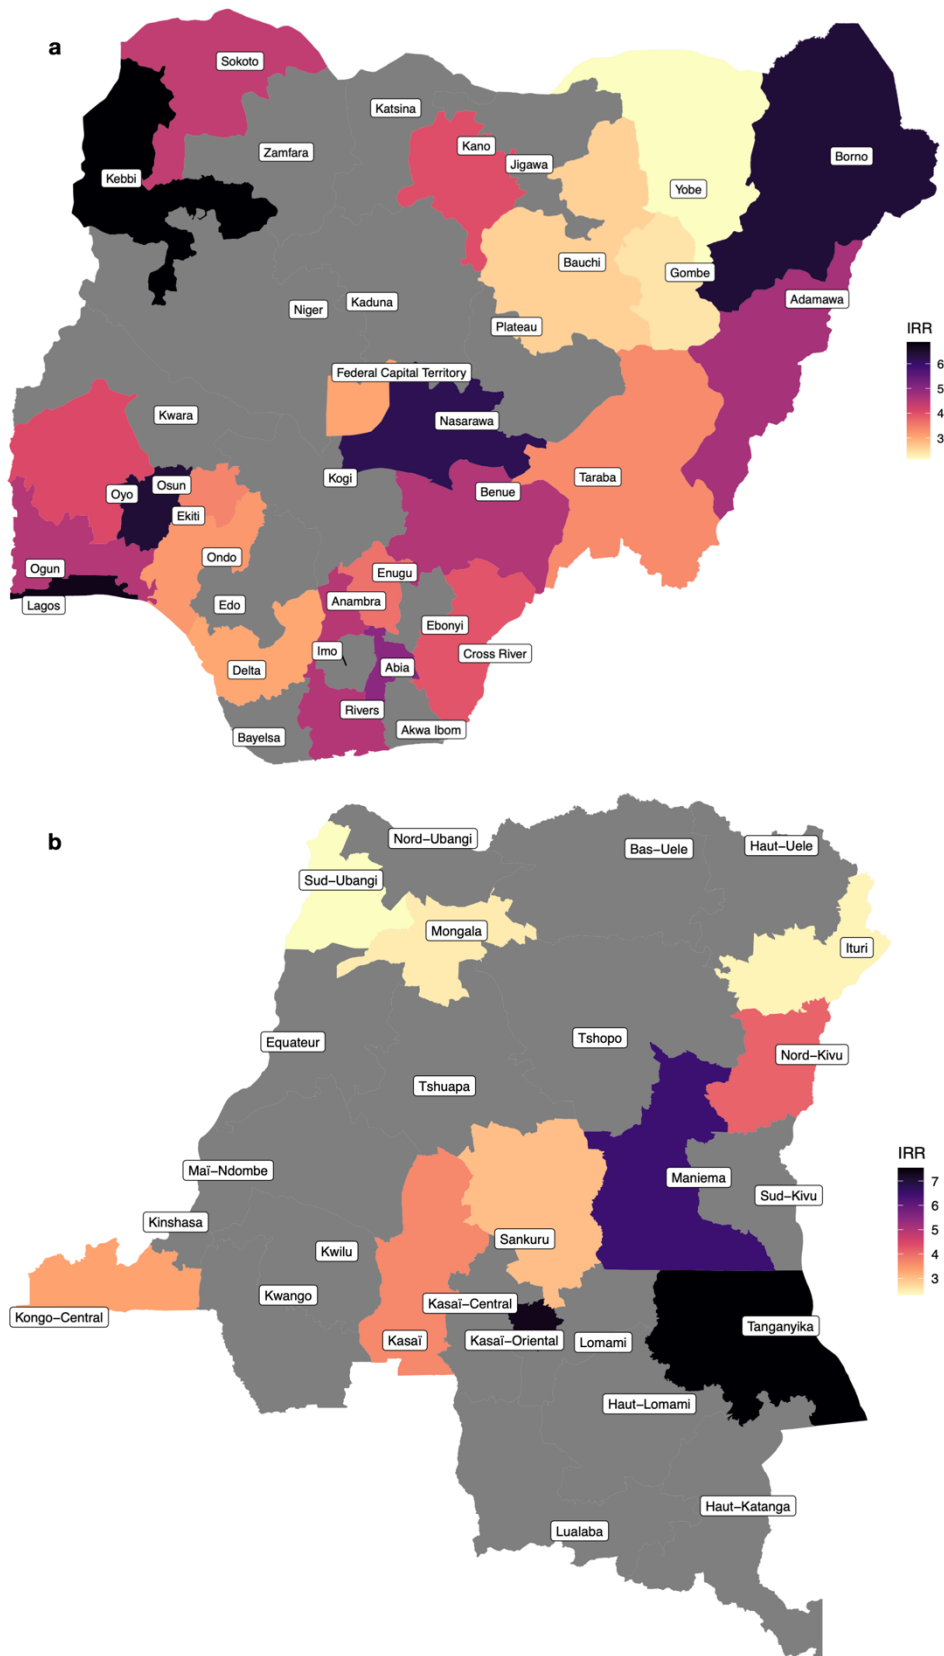 a
Sokoto
Katsina
Kano
Zamfara
Jigawa
Borno
Kebbi
Yobe
Bauchi
Gombe
Adamawa
Niger
Kaduna
Plateau
IRR
6
5
4
3
Federal Capital Territory
Kwara
Nasarawa
Kogi
Taraba
Osun
Oyo
Benue
Ekiti
Ondo
Ogun
Enugu
Lagos
Edo
Anambra
Ebonyi
Imo
Cross River
Delta
Abia
Rivers
Bayelsa
Akwa Ibom
b
Nord-Ubangi
Bas-Uele
Haut-Uele
Sud-Ubangi
Mongala
Ituri
Equateur
Tshopo
Nord-Kivu
Tshuapa
Maï-Ndombe
Maniema
Sud-Kivu
IRR
7
6
5
4
3
Kinshasa
Kwilu
Sankuru
Kwango
Kasaï-Central
Kongo-Central
Kasaï
Kasaï-Oriental
Lomami
Tanganyika
Haut-Lomami
Haut-Katanga
Lualaba